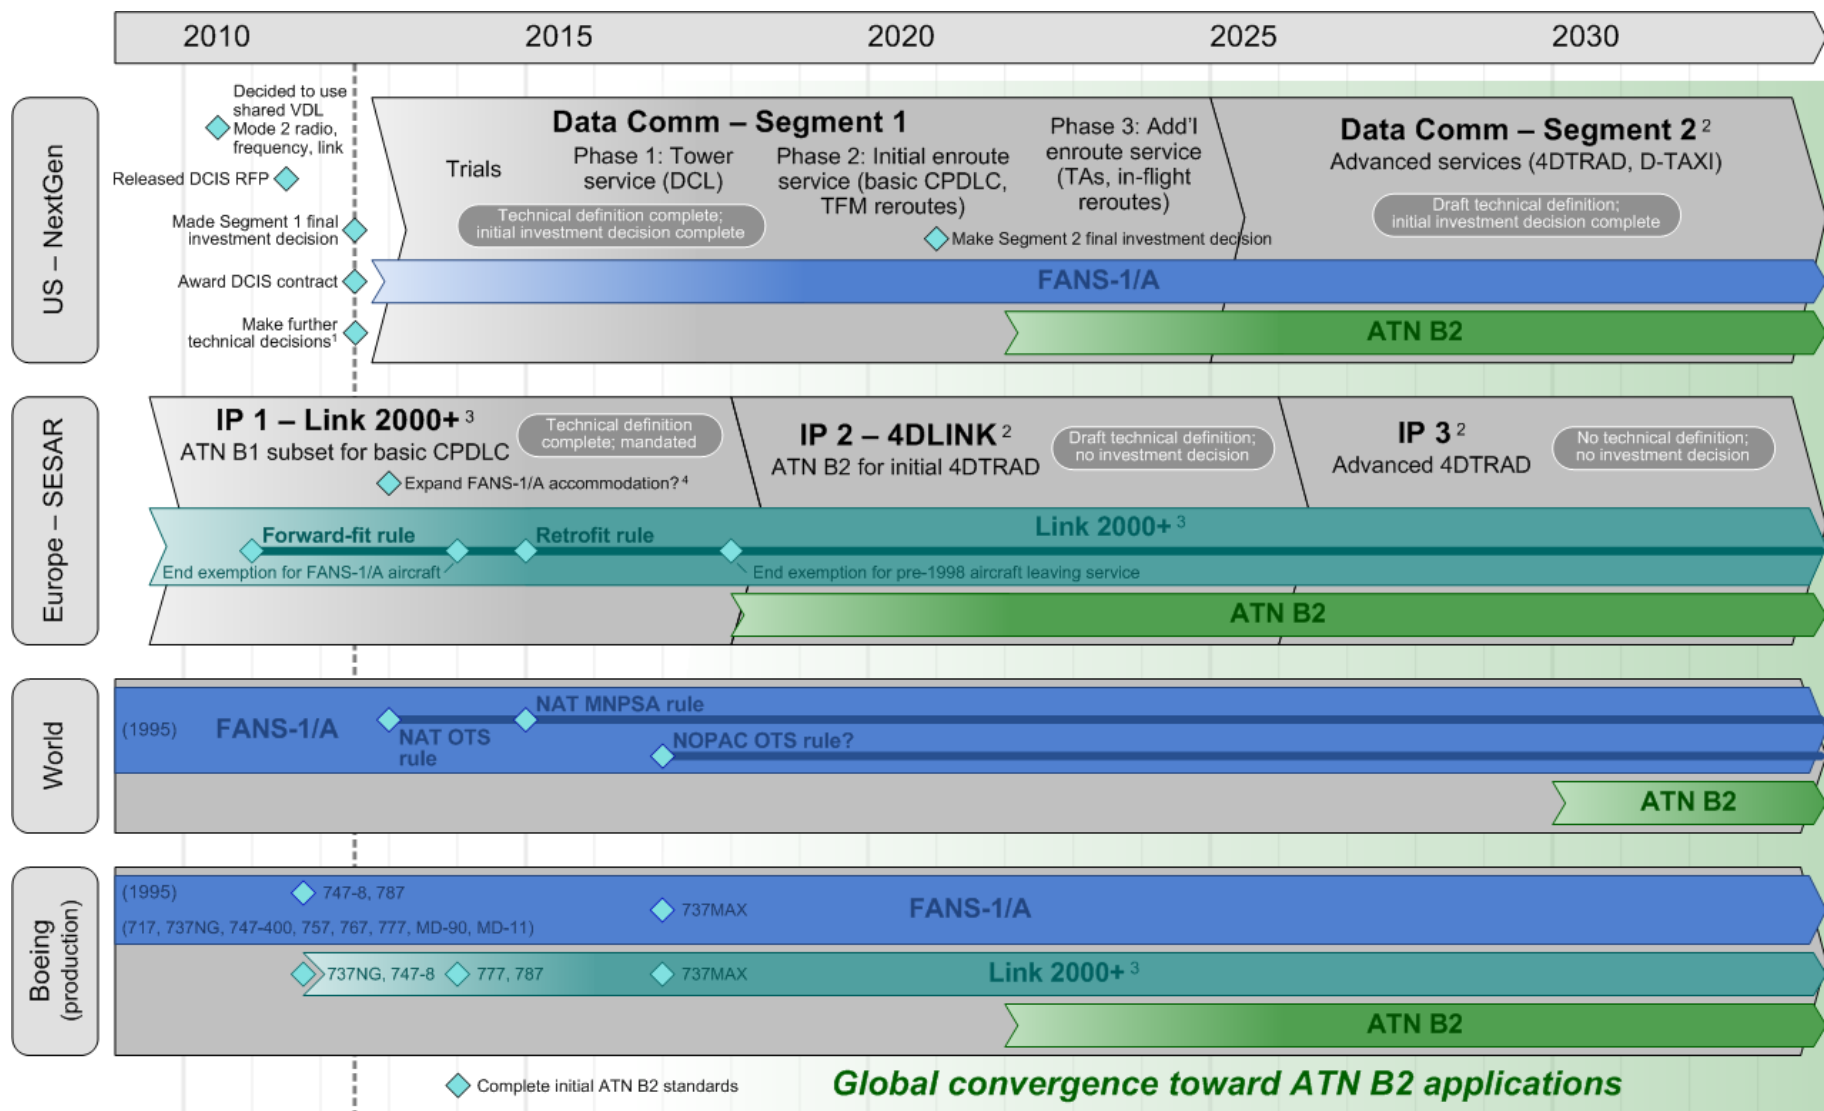 2010 2015 2020 2025 2030
US – NextGen
Decided to use
shared VDL
Mode 2 radio,
frequency, link
Released DCIS RFP
Made Segment 1 final
investment decision
Award DCIS contract
Make further
technical decisions¹
Data Comm – Segment 1
Trials
Phase 1: Tower
service (DCL)
Technical definition complete;
initial investment decision complete
Phase 2: Initial enroute
service (basic CPDLC,
TFM reroutes)
Phase 3: Add'l
enroute service
(TAs, in-flight
reroutes)
Make Segment 2 final investment decision
Data Comm – Segment 2 ²
Advanced services (4DTRAD, D-TAXI)
Draft technical definition;
initial investment decision complete
FANS-1/A
ATN B2
Europe – SESAR
IP 1 – Link 2000+ ³
ATN B1 subset for basic CPDLC
Technical definition
complete; mandated
Expand FANS-1/A accommodation? ⁴
IP 2 – 4DLINK ²
ATN B2 for initial 4DTRAD
Draft technical definition;
no investment decision
IP 3 ²
Advanced 4DTRAD
No technical definition;
no investment decision
Link 2000+ ³
Forward-fit rule
Retrofit rule
End exemption for FANS-1/A aircraft
End exemption for pre-1998 aircraft leaving service
ATN B2
World
(1995)
FANS-1/A
NAT MNPSA rule
NAT OTS
rule
NOPAC OTS rule?
ATN B2
Boeing
(production)
(1995)
747-8, 787
737MAX
FANS-1/A
(717, 737NG, 747-400, 757, 767, 777, MD-90, MD-11)
737NG, 747-8
777, 787
737MAX
Link 2000+ ³
ATN B2
Complete initial ATN B2 standards
Global convergence toward ATN B2 applications